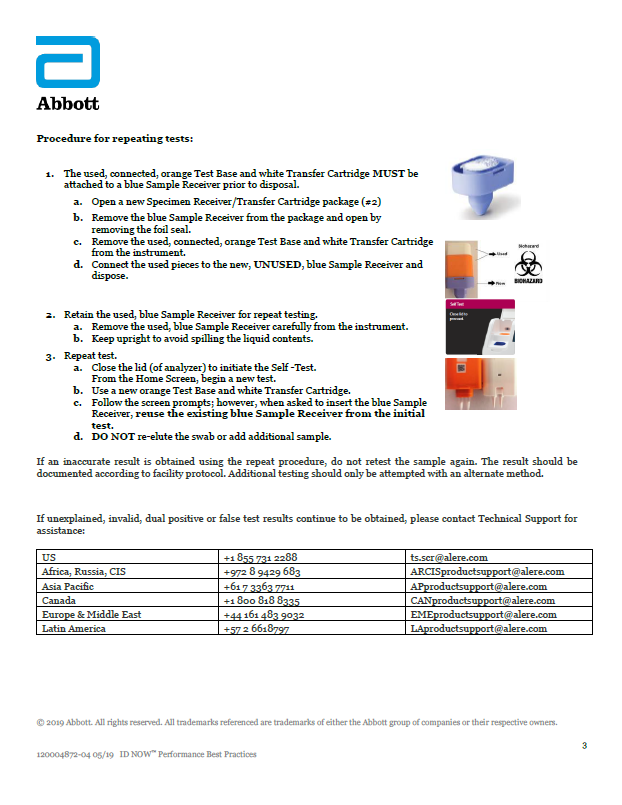 Abbott
Procedure for repeating tests:
1. The used, connected, orange Test Base and white Transfer Cartridge MUST be
attached to a blue Sample Receiver prior to disposal.
a. Open a new Specimen Receiver/Transfer Cartridge package (#2)
b. Remove the blue Sample Receiver from the package and open by
removing the foil seal.
c. Remove the used, connected, orange Test Base and white Transfer Cartridge
from the instrument.
d. Connect the used pieces to the new, UNUSED, blue Sample Receiver and
dispose.
Used
New
Biohazard
BIOHAZARD
2. Retain the used, blue Sample Receiver for repeat testing.
a. Remove the used, blue Sample Receiver carefully from the instrument.
b. Keep upright to avoid spilling the liquid contents.
Self Test
Close lid to
proceed.
3. Repeat test.
a. Close the lid (of analyzer) to initiate the Self -Test.
From the Home Screen, begin a new test.
b. Use a new orange Test Base and white Transfer Cartridge.
c. Follow the screen prompts; however, when asked to insert the blue Sample
Receiver, reuse the existing blue Sample Receiver from the initial
test.
d. DO NOT re-elute the swab or add additional sample.
If an inaccurate result is obtained using the repeat procedure, do not retest the sample again. The result should be
documented according to facility protocol. Additional testing should only be attempted with an alternate method.
If unexplained, invalid, dual positive or false test results continue to be obtained, please contact Technical Support for
assistance:
US +1 855 731 2288 ts.scr@alere.com
Africa, Russia, CIS +972 8 9429 683 ARCISproductsupport@alere.com
Asia Pacific +61 7 3363 7711 APproductsupport@alere.com
Canada +1 800 818 8335 CANproductsupport@alere.com
Europe & Middle East +44 161 483 9032 EMEproductsupport@alere.com
Latin America +57 2 6618797 LAproductsupport@alere.com
© 2019 Abbott. All rights reserved. All trademarks referenced are trademarks of either the Abbott group of companies or their respective owners.
3
120004872-04 05/19 ID NOW™ Performance Best Practices